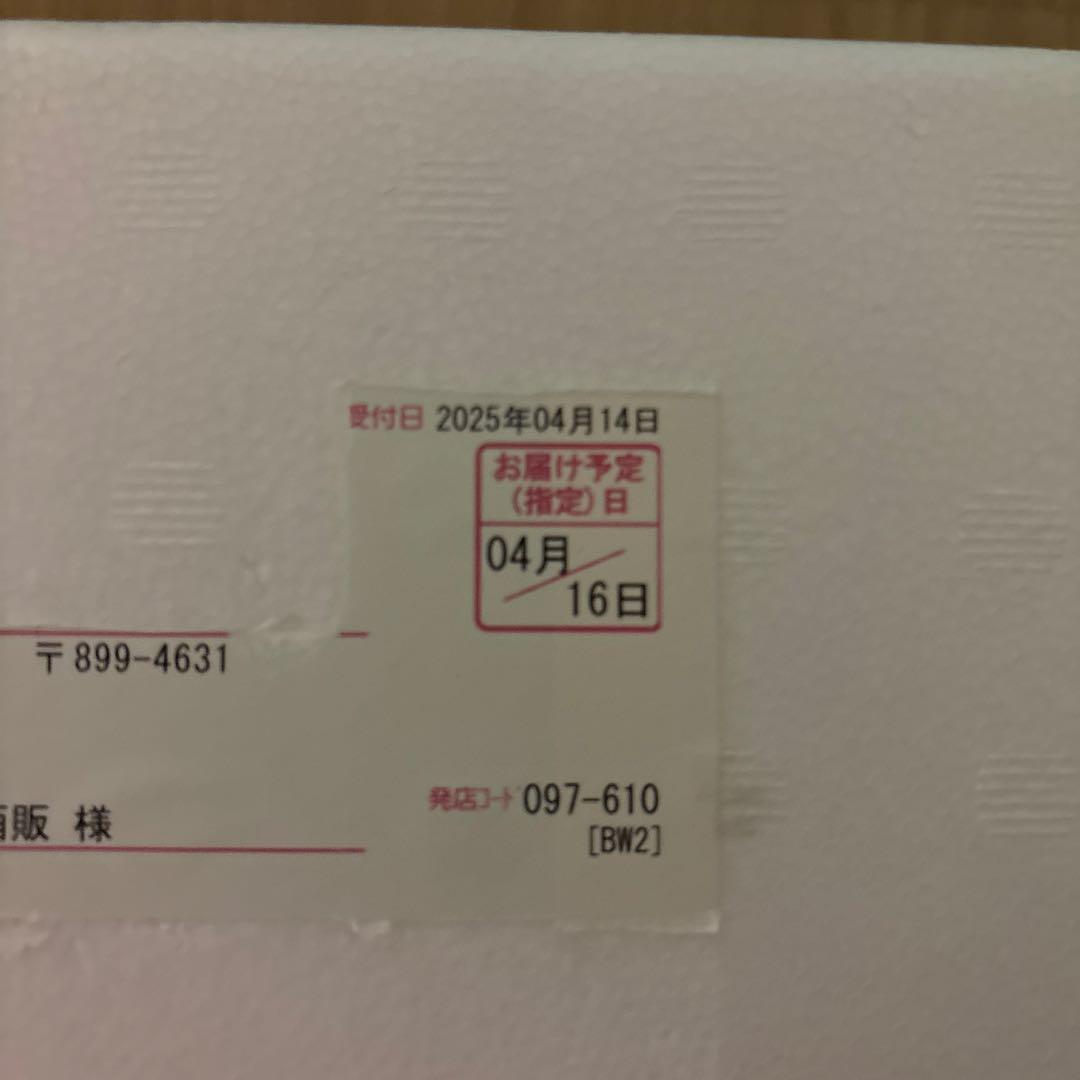 受付日 2025年04月14日
お届け予定
(指定)日
04月
16日
〒899-4631
発店コード 097-610
酒販 様
[BW2]